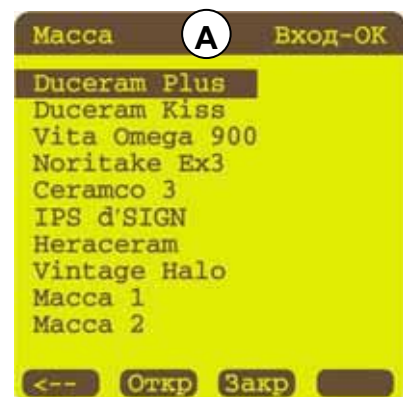 Масса A Вход-ОК
Duceram Plus
Duceram Kiss
Vita Omega 900
Noritake Ex3
Ceramco 3
IPS d'SIGN
Heraceram
Vintage Halo
Масса 1
Масса 2
<-- Откр Закр